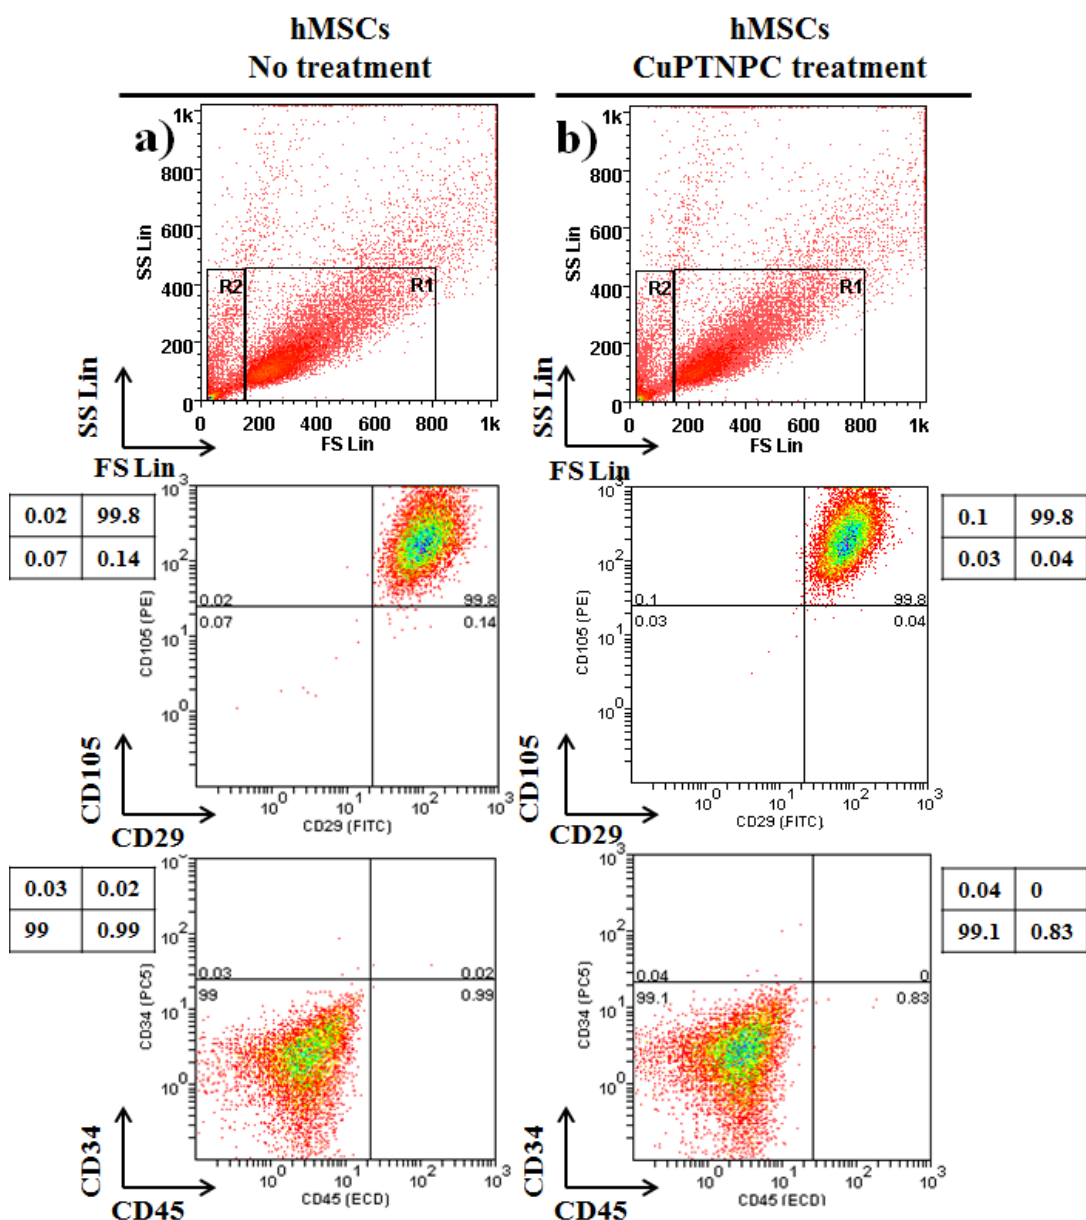 hMSCs
No treatment
hMSCs
CuPTNPC treatment
a)
1k
800
600
400
200
0
SS Lin
R2
R1
0 200 400 600 800 1k
FS Lin
SS Lin
FS Lin
b)
1k
800
600
400
200
0
SS Lin
R2
R1
0 200 400 600 800 1k
FS Lin
SS Lin
FS Lin
0.02 99.8
0.07 0.14
10^3
10^2
10^1
10^0
CD105 (PE)
0.02 99.8
0.07 0.14
10^0 10^1 10^2 10^3
CD29 (FITC)
CD105
CD29
10^3
10^2
10^1
10^0
CD105 (PE)
0.1 99.8
0.03 0.04
10^0 10^1 10^2 10^3
CD29 (FITC)
CD105
CD29
0.1 99.8
0.03 0.04
0.03 0.02
99 0.99
10^3
10^2
10^1
10^0
CD34 (PC5)
0.03 0.02
99 0.99
10^0 10^1 10^2 10^3
CD45 (ECD)
CD34
CD45
10^3
10^2
10^1
10^0
CD34 (PC5)
0.04 0
99.1 0.83
10^0 10^1 10^2 10^3
CD45 (ECD)
CD34
CD45
0.04 0
99.1 0.83